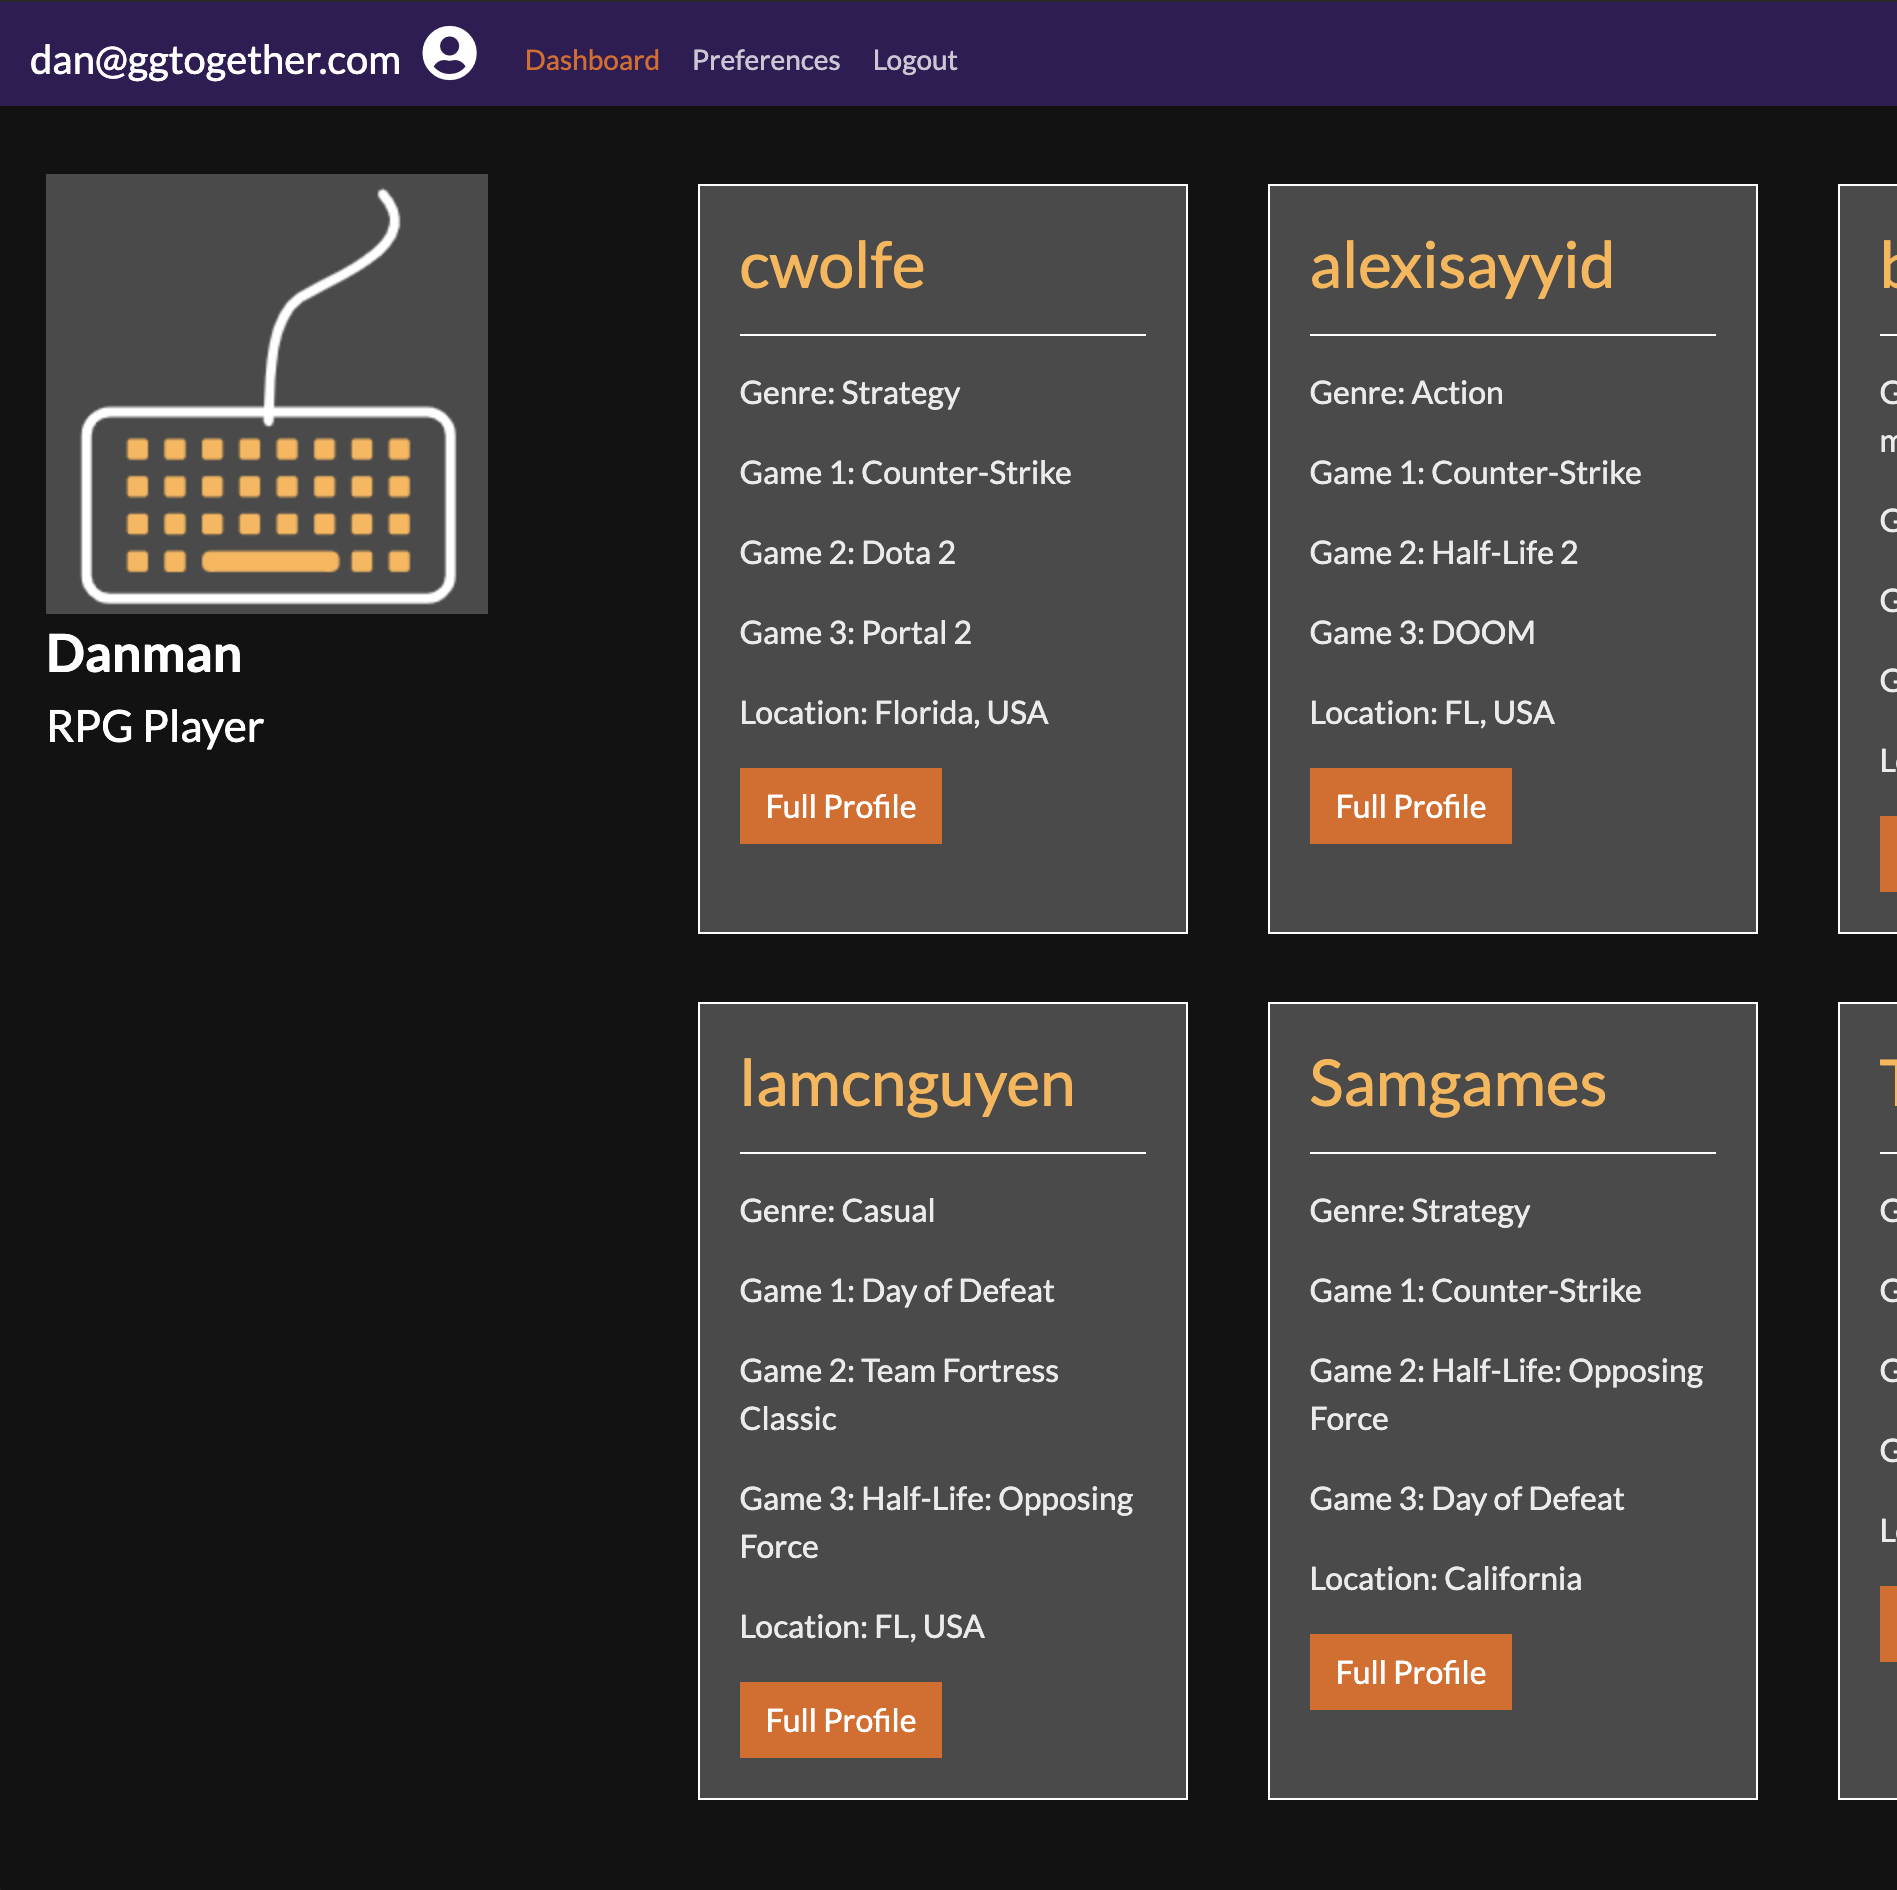 dan@ggtogether.com
Dashboard
Preferences
Logout
Danman
RPG Player
cwolfe
Genre: Strategy
Game 1: Counter-Strike
Game 2: Dota 2
Game 3: Portal 2
Location: Florida, USA
Full Profile
alexisayyid
Genre: Action
Game 1: Counter-Strike
Game 2: Half-Life 2
Game 3: DOOM
Location: FL, USA
Full Profile
lamcnguyen
Genre: Casual
Game 1: Day of Defeat
Game 2: Team Fortress
Classic
Game 3: Half-Life: Opposing
Force
Location: FL, USA
Full Profile
Samgames
Genre: Strategy
Game 1: Counter-Strike
Game 2: Half-Life: Opposing
Force
Game 3: Day of Defeat
Location: California
Full Profile